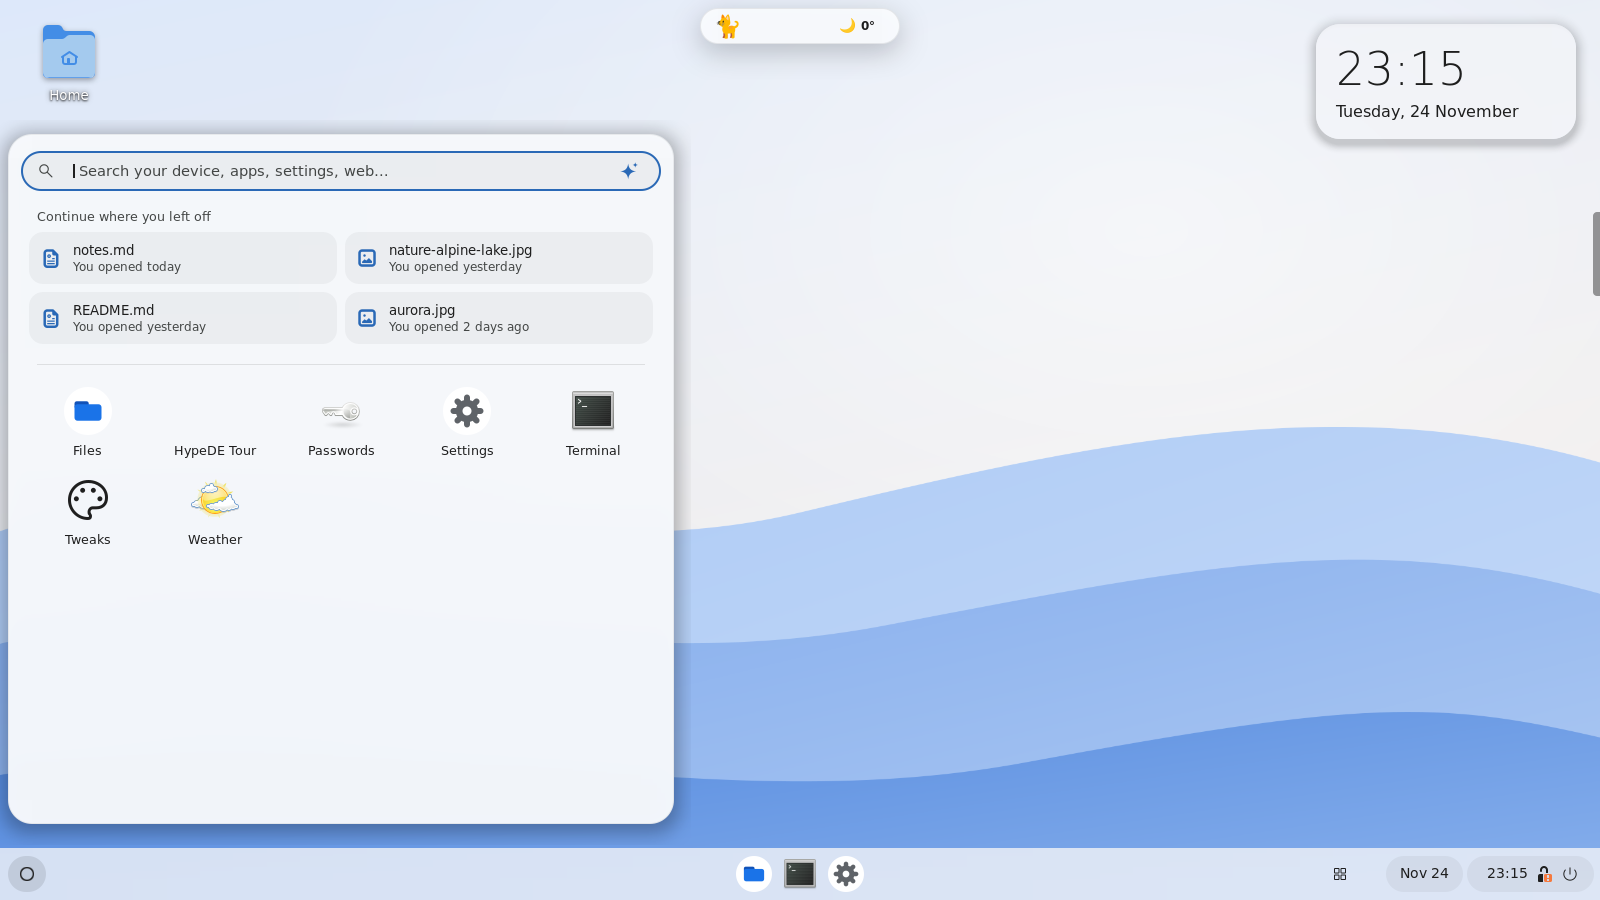 0°
Home
23:15
Tuesday, 24 November
Search your device, apps, settings, web...
Continue where you left off
notes.md
You opened today
nature-alpine-lake.jpg
You opened yesterday
README.md
You opened yesterday
aurora.jpg
You opened 2 days ago
Files
HypeDE Tour
Passwords
Settings
Terminal
Tweaks
Weather
Nov 24
23:15